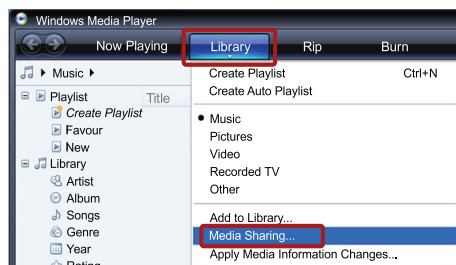 Windows Media Player
Now Playing Library Rip Burn
Music
Create Playlist Ctrl+N
Create Auto Playlist
Playlist Title
Create Playlist
Favour
New
Library
Artist
Album
Songs
Genre
Year
Rating
Music
Pictures
Video
Recorded TV
Other
Add to Library...
Media Sharing...
Apply Media Information Changes...